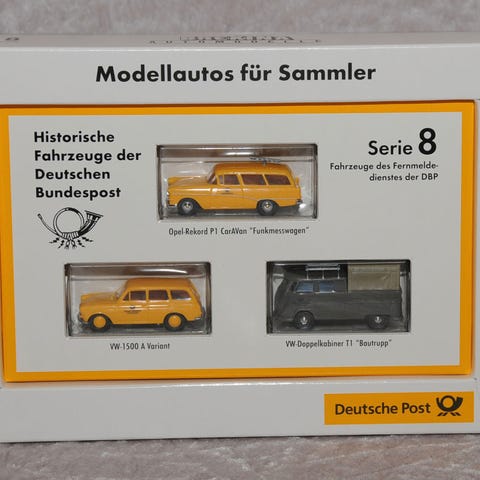 Modellautos für Sammler
Historische
Fahrzeuge der
Deutschen
Bundespost
Serie 8
Fahrzeuge des Fernmelde-
dienstes der DBP
Opel-Rekord P1 CarAVan "Funkmesswagen"
VW-1500 A Variant
VW-Doppelkabiner T1 "Bautrupp"
Deutsche Post